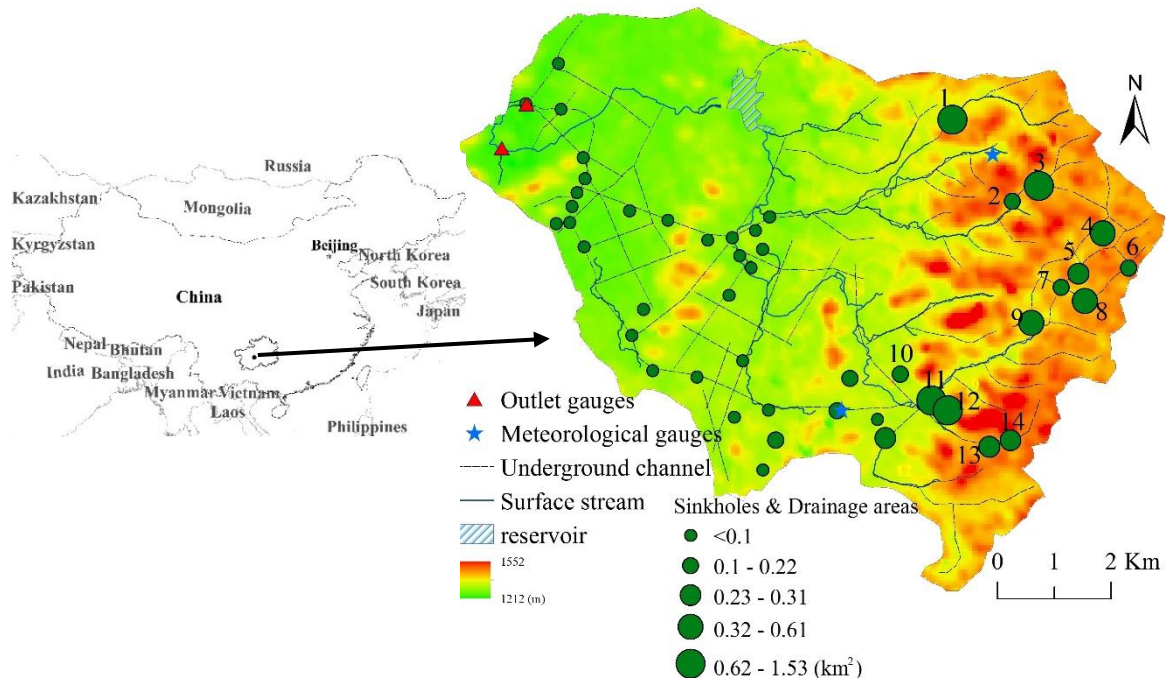 Russia
Kazakhstan
Mongolia
Kyrgyzstan
Beijing
North Korea
Pakistan
South Korea
China
Japan
Nepal
Bhutan
India
Bangladesh
Myanmar
Vietnam
Laos
Philippines
N
1
2
3
4
5
6
7
8
9
10
11
12
13
14
Outlet gauges
Meteorological gauges
Underground channel
Surface stream
reservoir
1552
1212 (m)
Sinkholes & Drainage areas
<0.1
0.1 - 0.22
0.23 - 0.31
0.32 - 0.61
0.62 - 1.53 (km²)
0 1 2 Km